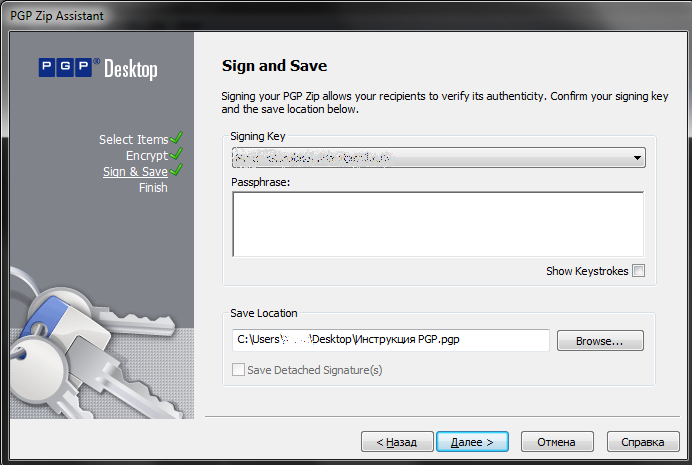 PGP Zip Assistant
PGP® Desktop
Select Items
Encrypt
Sign & Save
Finish
Sign and Save
Signing your PGP Zip allows your recipients to verify its authenticity. Confirm your signing key
and the save location below.
Signing Key
Passphrase:
Show Keystrokes
Save Location
C:\Users\ \Desktop\Инструкция PGP.pgp
Browse...
Save Detached Signature(s)
< Назад
Далее >
Отмена
Справка